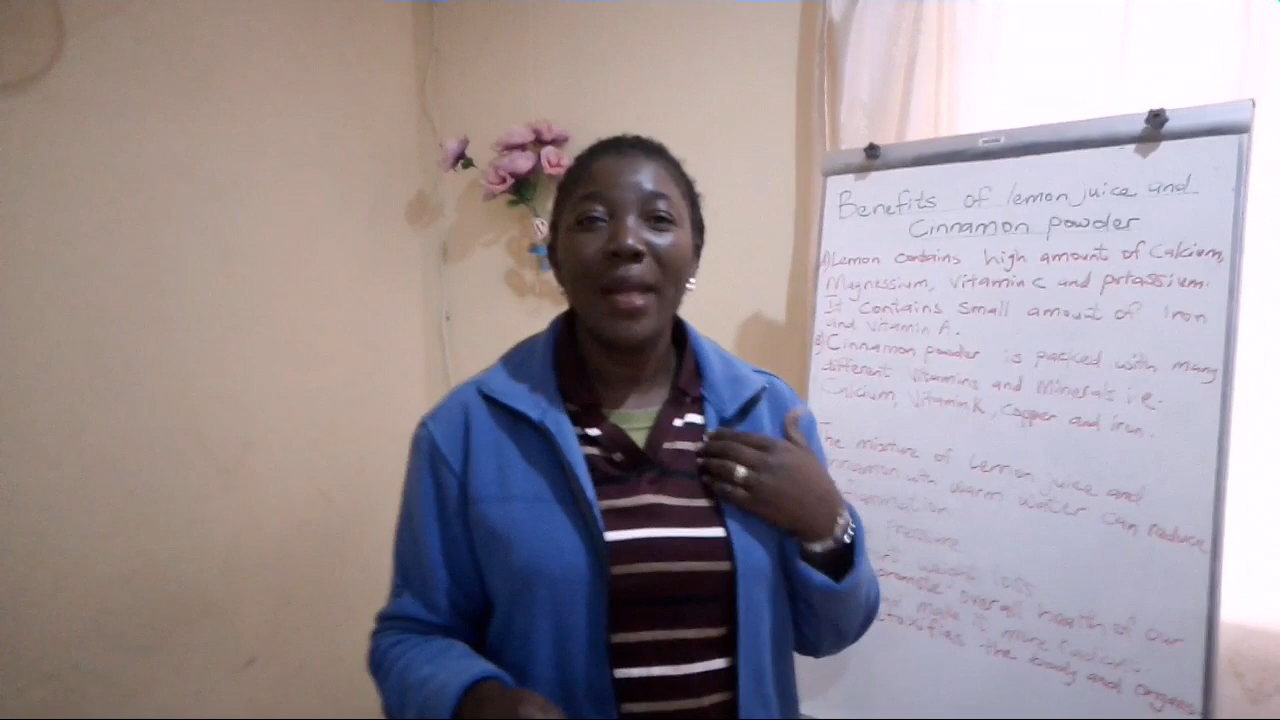 Benefits of lemon juice and
Cinnamon powder
Lemon contains high amount of Calcium,
Magnessium, Vitamin C and potassium.
It contains small amount of Iron
and Vitamin A.
Cinnamon powder is packed with many
different Vitamins and Minerals i.e.
Calcium, Vitamin K, Copper and iron.
The mixture of Lemon juice and
with warm water can reduce
Pressure
weight loss
promote overall health of our
make it more radiant.
the body and organs